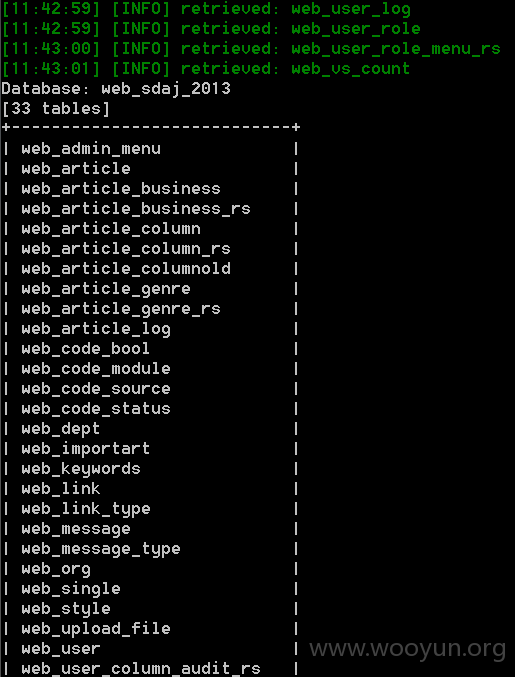 [11:42:59] [INFO] retrieved: web_user_log
[11:42:59] [INFO] retrieved: web_user_role
[11:43:00] [INFO] retrieved: web_user_role_menu_rs
[11:43:01] [INFO] retrieved: web_vs_count
Database: web_sdaj_2013
[33 tables]
+----------------------------+
| web_admin_menu             |
| web_article                |
| web_article_business       |
| web_article_business_rs    |
| web_article_column         |
| web_article_column_rs      |
| web_article_columnold      |
| web_article_genre          |
| web_article_genre_rs       |
| web_article_log            |
| web_code_bool              |
| web_code_module            |
| web_code_source            |
| web_code_status            |
| web_dept                   |
| web_importart              |
| web_keywords               |
| web_link                   |
| web_link_type              |
| web_message                |
| web_message_type           |
| web_org                    |
| web_single                 |
| web_style                  |
| web_upload_file            |
| web_user                   |
| web_user_column_audit_rs   |
www.wooyun.org